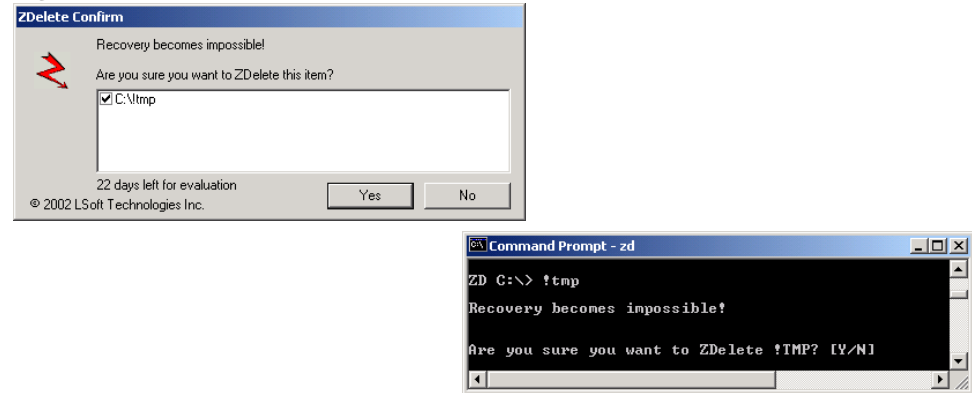 ZDelete Confirm
Recovery becomes impossible!
Are you sure you want to ZDelete this item?
C:\!tmp
22 days left for evaluation
© 2002 LSoft Technologies Inc.
Yes
No
Command Prompt - zd
ZD C:\> !tmp
Recovery becomes impossible!
Are you sure you want to ZDelete !TMP? [Y/N]